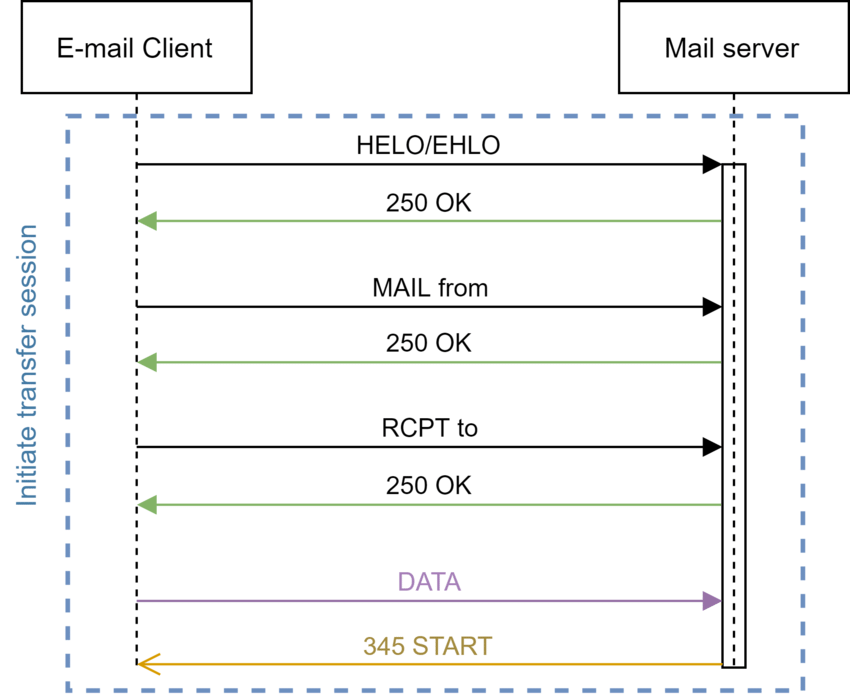 E-mail Client
Mail server
HELO/EHLO
250 OK
MAIL from
250 OK
RCPT to
250 OK
DATA
345 START
Initiate transfer session